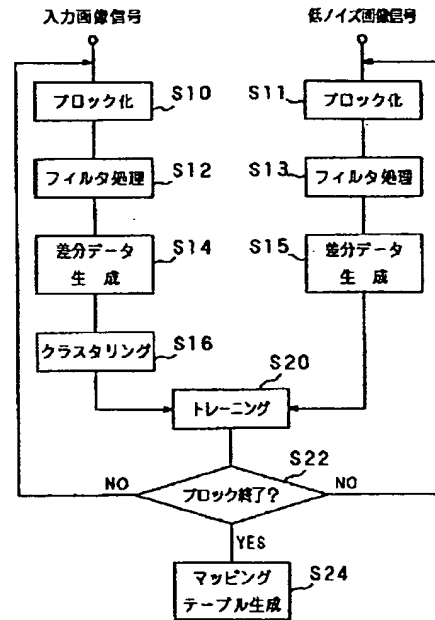 入力画像信号
低ノイズ画像信号
ブロック化
S10
S11
ブロック化
フィルタ処理
S12
S13
フィルタ処理
差分データ
生成
S14
S15
差分データ
生成
クラスタリング
S16
S20
トレーニング
S22
NO
ブロック終了?
NO
YES
マッピング
テーブル生成
S24